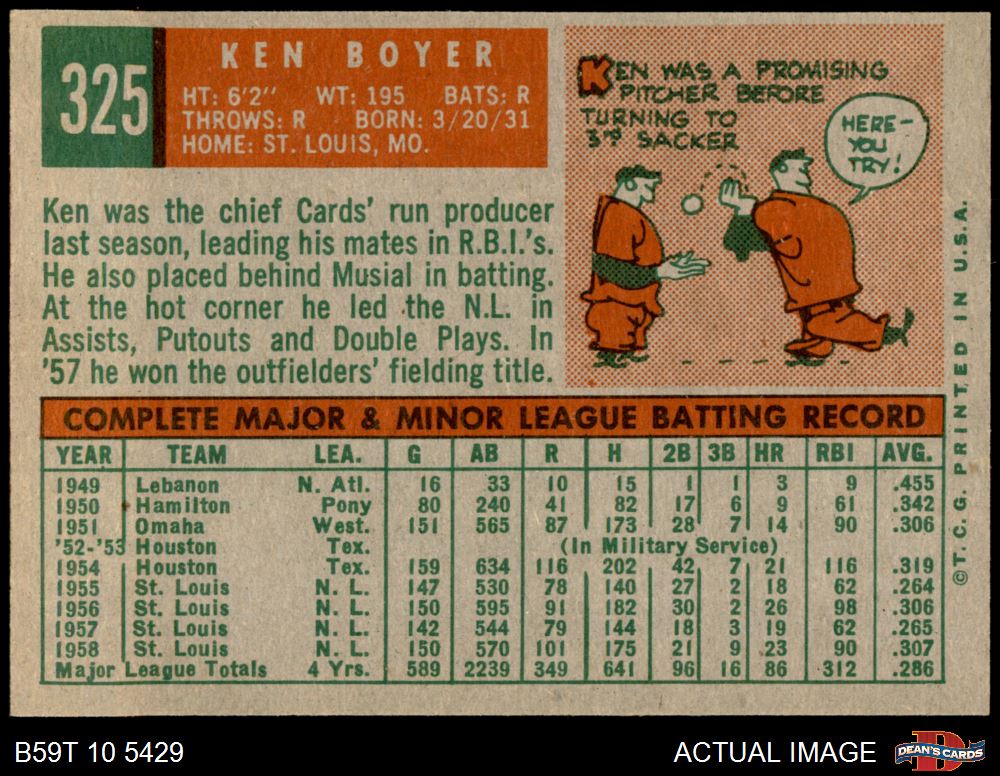 325
KEN BOYER
HT: 6'2" WT: 195 BATS: R
THROWS: R BORN: 3/20/31
HOME: ST. LOUIS, MO.
KEN WAS A PROMISING
PITCHER BEFORE
TURNING TO
3rd SACKER
HERE-
YOU
TRY!
Ken was the chief Cards' run producer
last season, leading his mates in R.B.I.'s.
He also placed behind Musial in batting.
At the hot corner he led the N.L. in
Assists, Putouts and Double Plays. In
'57 he won the outfielders' fielding title.
COMPLETE MAJOR & MINOR LEAGUE BATTING RECORD
YEAR TEAM LEA. G AB R H 2B 3B HR RBI AVG.
1949 Lebanon N. Atl. 16 33 10 15 1 1 3 9 .455
1950 Hamilton Pony 80 240 41 82 17 6 9 61 .342
1951 Omaha West. 151 565 87 173 28 7 14 90 .306
'52-'53 Houston Tex. (In Military Service)
1954 Houston Tex. 159 634 116 202 42 7 21 116 .319
1955 St. Louis N. L. 147 530 78 140 27 2 18 62 .264
1956 St. Louis N. L. 150 595 91 182 30 2 26 98 .306
1957 St. Louis N. L. 142 544 79 144 18 3 19 62 .265
1958 St. Louis N. L. 150 570 101 175 21 9 23 90 .307
Major League Totals 4 Yrs. 589 2239 349 641 96 16 86 312 .286
© T. C. G. PRINTED IN U.S.A.
B59T 10 5429
ACTUAL IMAGE
DEAN'S CARDS